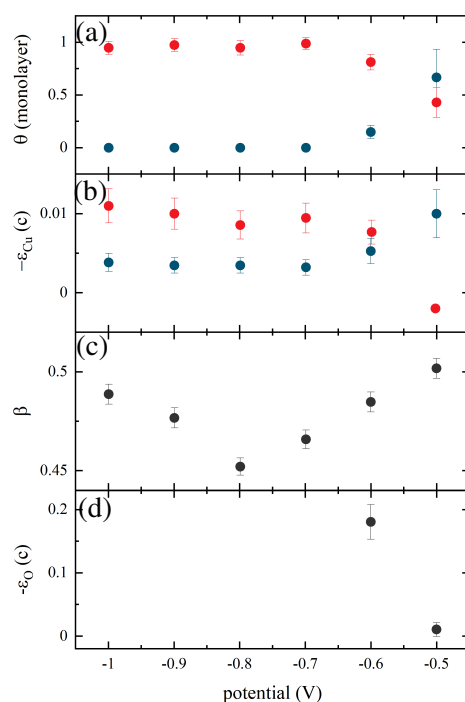 (a)
1
0.5
0
θ (monolayer)
(b)
0.01
0
−ε_Cu (c)
(c)
0.5
0.45
β
(d)
0.2
0.1
0
-ε_O (c)
-1 -0.9 -0.8 -0.7 -0.6 -0.5
potential (V)